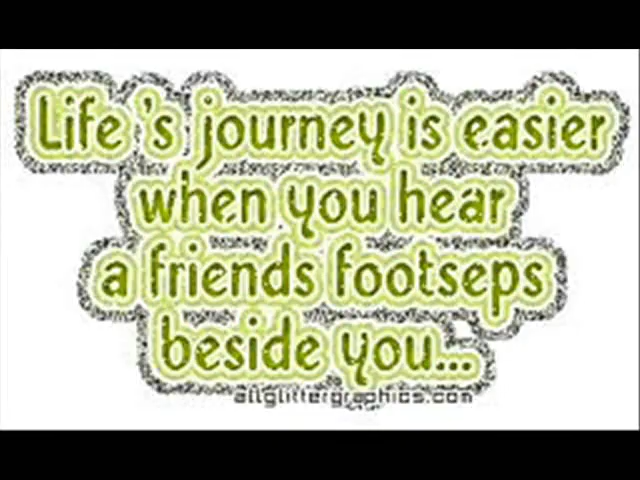 Life 's journey is easier
when you hear
a friends footseps
beside you...
allglittergraphics.com